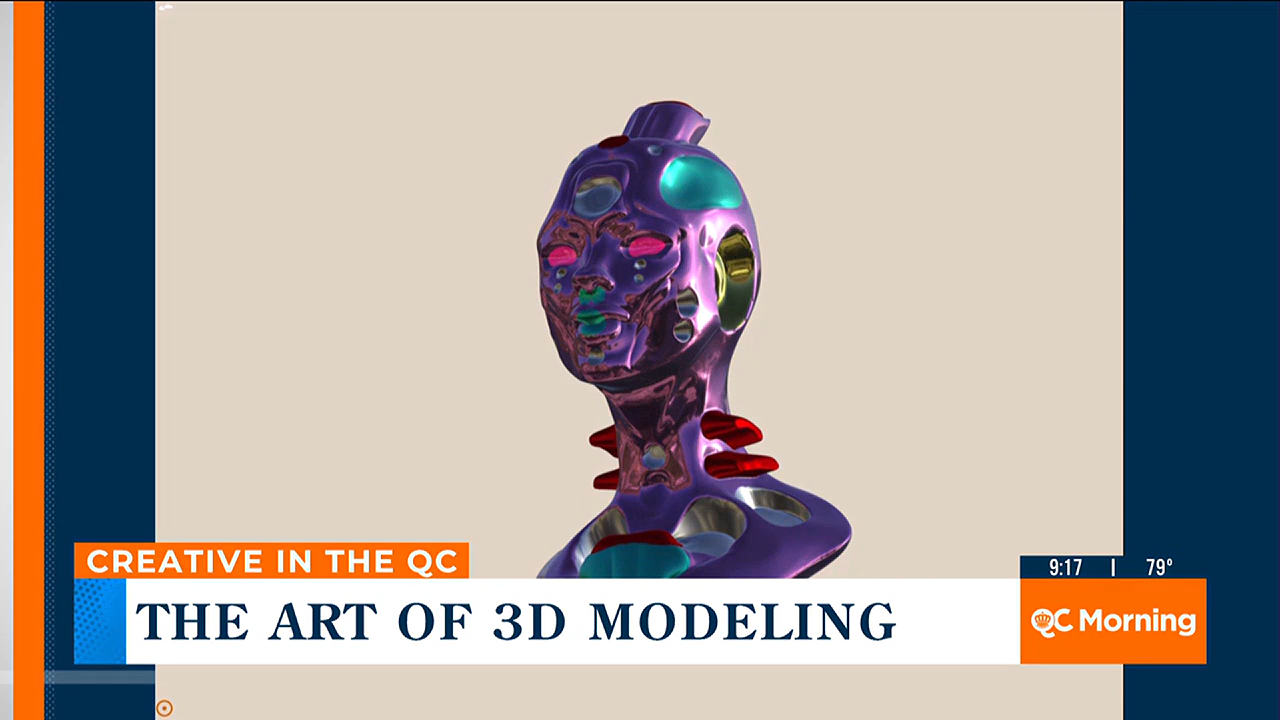 CREATIVE IN THE QC
THE ART OF 3D MODELING
9:17 | 79°
QC Morning